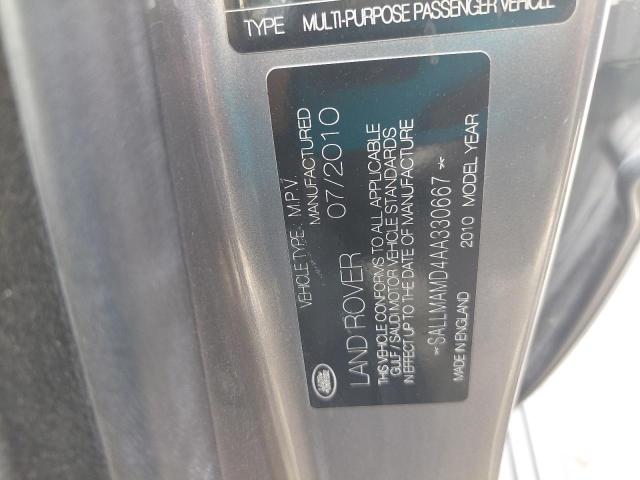 TYPE MULTI-PURPOSE PASSENGER VEHICLE
VEHICLE TYPE: M.P.V.
MANUFACTURED
07/2010
LAND ROVER
THIS VEHICLE CONFORMS TO ALL APPLICABLE
GULF / SAUDI MOTOR VEHICLE STANDARDS
IN EFFECT UP TO THE DATE OF MANUFACTURE
*SALLMAMD4AA330667*
MADE IN ENGLAND
2010 MODEL YEAR